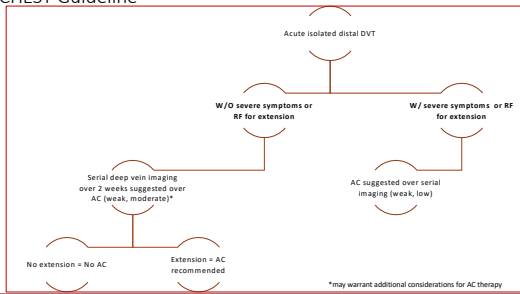 CHEST Guideline
Acute isolated distal DVT
W/O severe symptoms or
RF for extension
W/ severe symptoms or RF
for extension
Serial deep vein imaging
over 2 weeks suggested over
AC (weak, moderate)*
AC suggested over serial
imaging (weak, low)
No extension = No AC
Extension = AC
recommended
*may warrant additional considerations for AC therapy